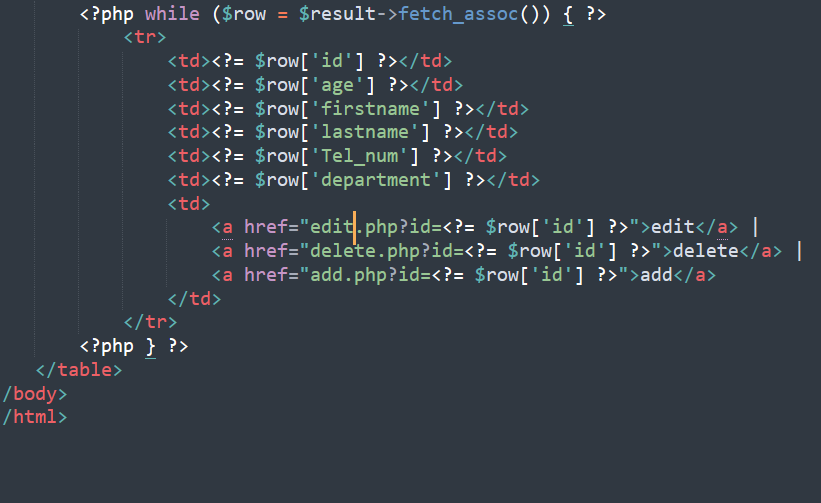 <?php while ($row = $result->fetch_assoc()) { ?>
<tr>
<td><?= $row['id'] ?></td>
<td><?= $row['age'] ?></td>
<td><?= $row['firstname'] ?></td>
<td><?= $row['lastname'] ?></td>
<td><?= $row['Tel_num'] ?></td>
<td><?= $row['department'] ?></td>
<td>
<a href="edit.php?id=<?= $row['id'] ?>">edit</a> |
<a href="delete.php?id=<?= $row['id'] ?>">delete</a> |
<a href="add.php?id=<?= $row['id'] ?>">add</a>
</td>
</tr>
<?php } ?>
</table>
/body>
/html>